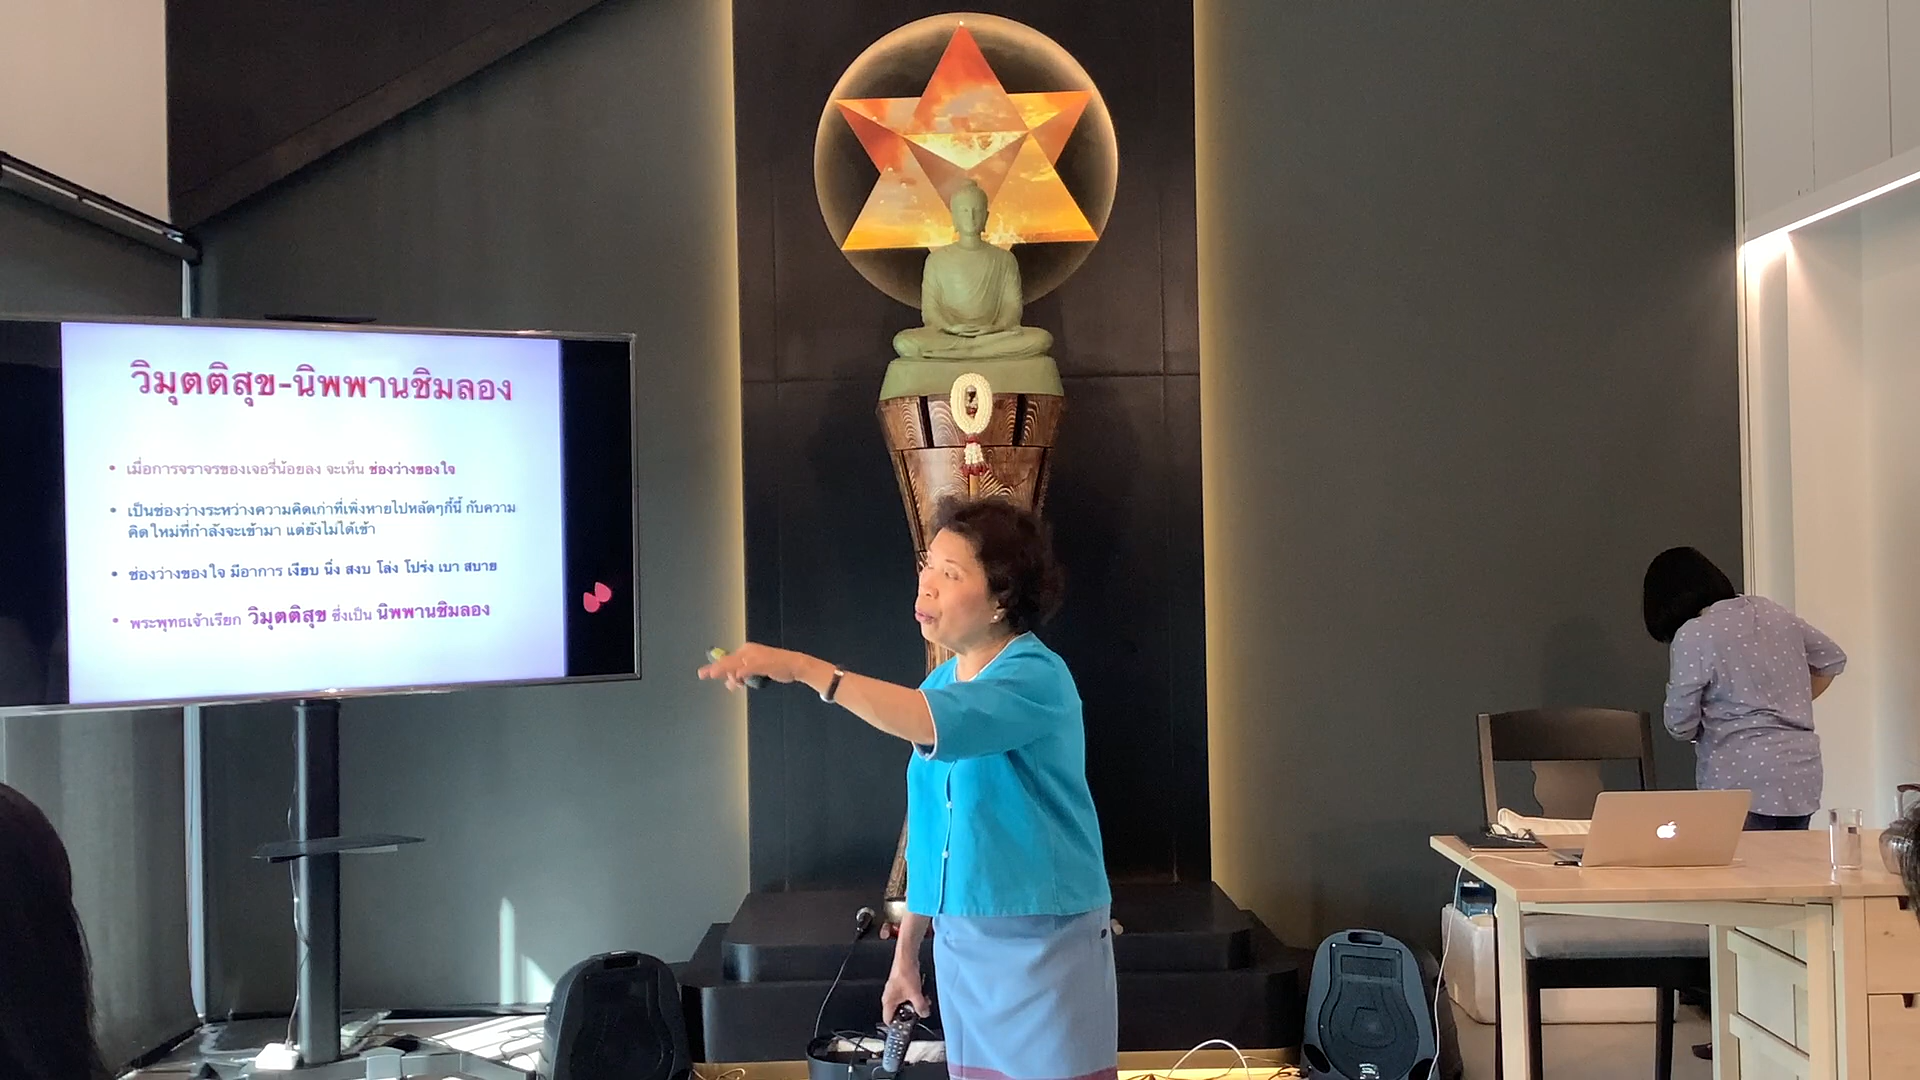 วิมุตติสุข-นิพพานชิมลอง
• เมื่อการจราจรของเจอรี่น้อยลง จะเห็น ช่องว่างของใจ
• เป็นช่องว่างระหว่างความคิดเก่าที่เพิ่งหายไปหลัดๆกี้นี้ กับความ
คิดใหม่ที่กำลังจะเข้ามา แต่ยังไม่ได้เข้า
• ช่องว่างของใจ มีอาการ เงียบ นิ่ง สงบ โล่ง โปร่ง เบา สบาย
• พระพุทธเจ้าเรียก วิมุตติสุข ซึ่งเป็น นิพพานชิมลอง